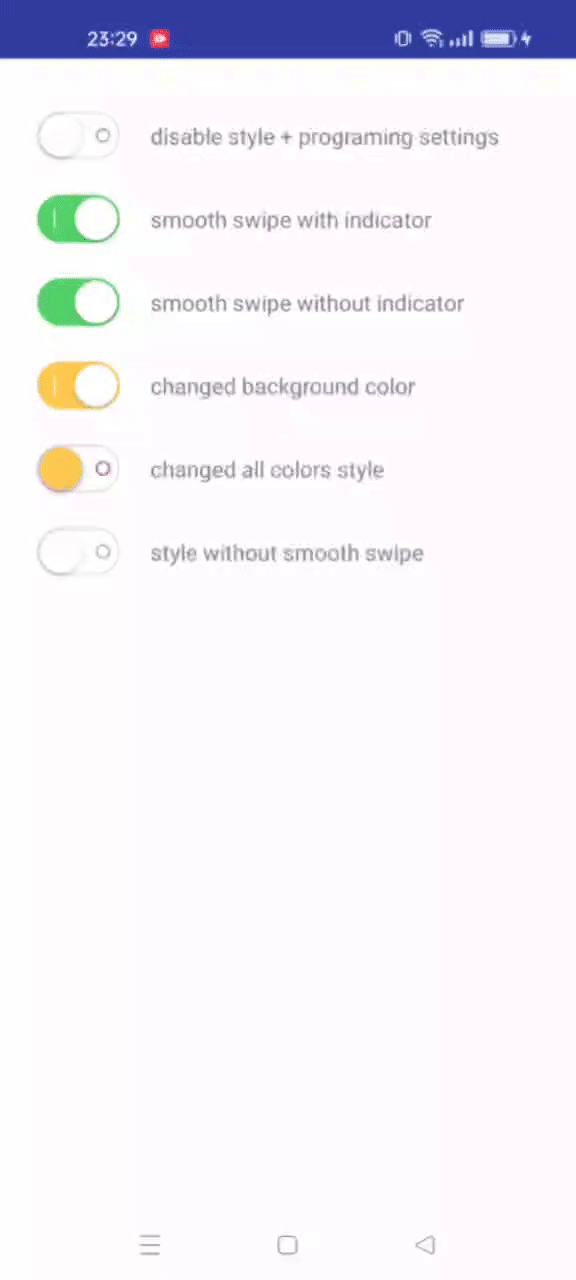 23:29
disable style + programing settings
smooth swipe with indicator
smooth swipe without indicator
changed background color
changed all colors style
style without smooth swipe